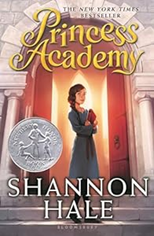 THE NEW YORK TIMES BESTSELLER
Princess
Academy
SHANNON
HALE
BLOOMSBURY